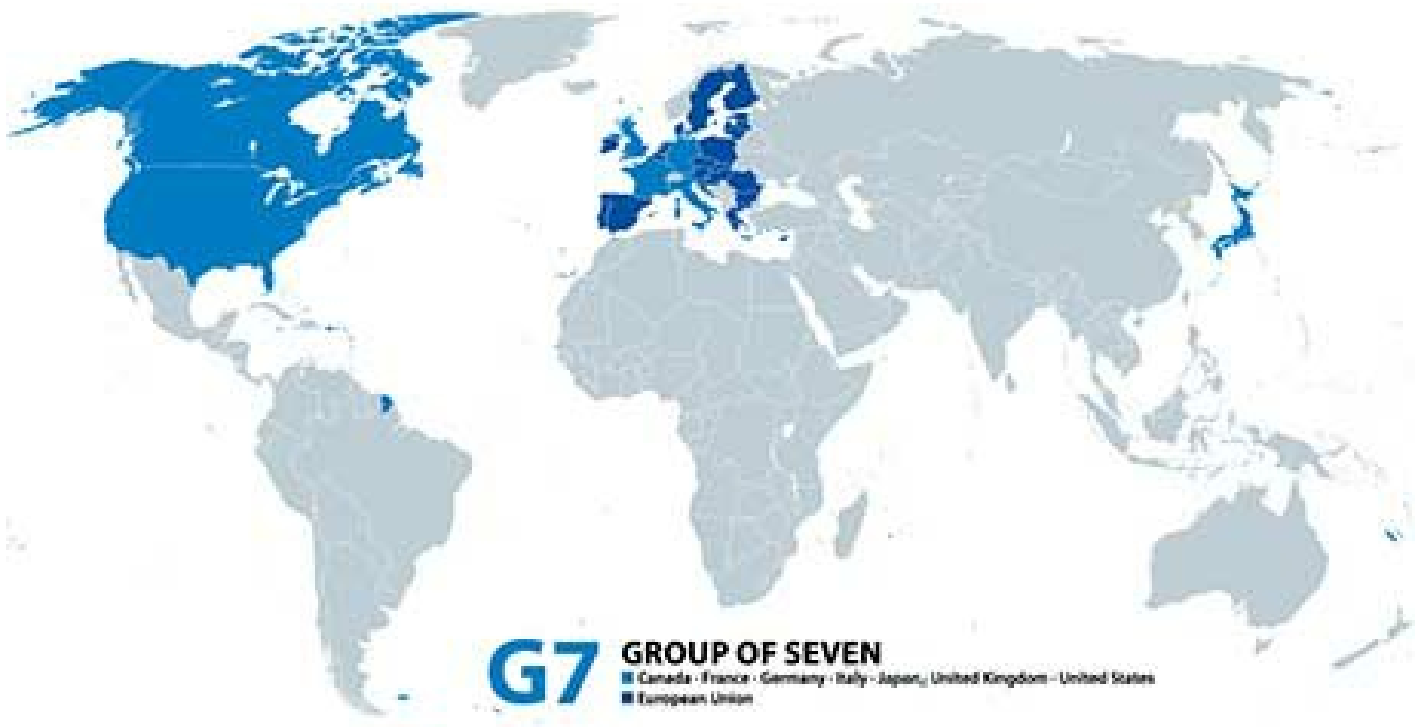 G7
GROUP OF SEVEN
Canada - France - Germany - Italy - Japan,, United Kingdom - United States
European Union